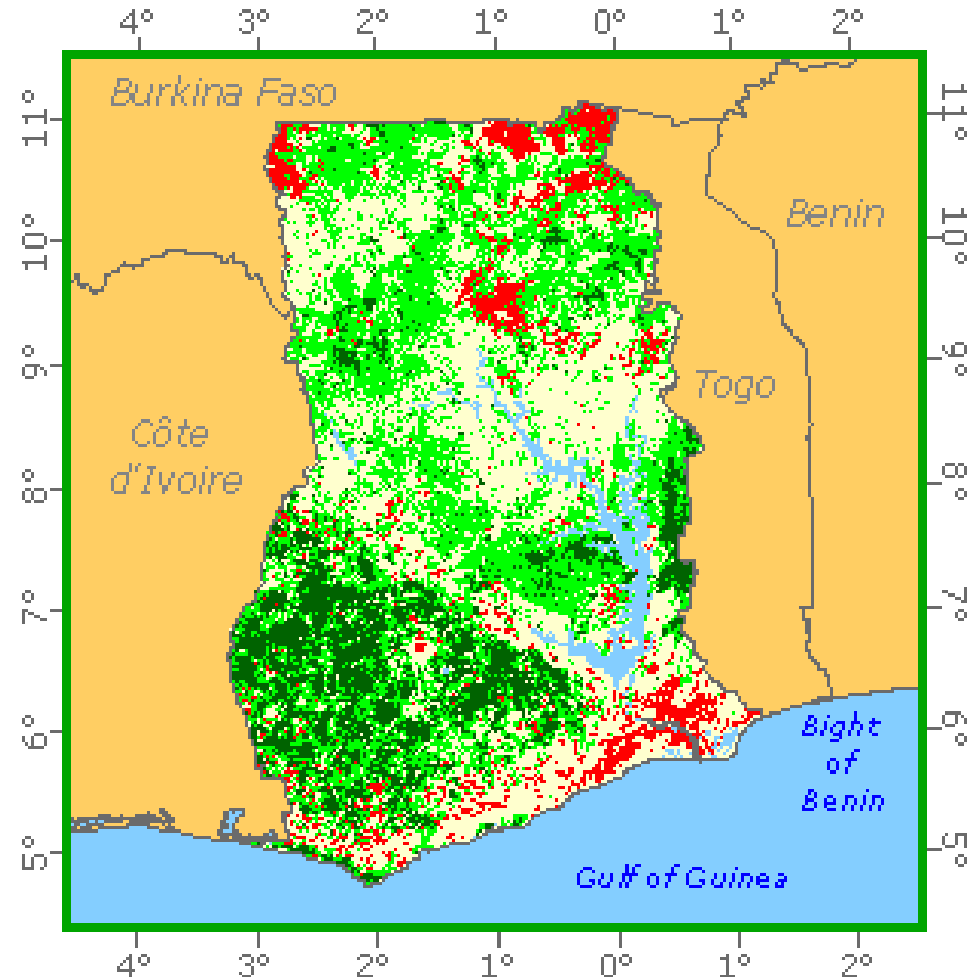 4° 3° 2° 1° 0° 1° 2°
Burkina Faso
11° 11°
Benin
10° 10°
9° 9°
Togo
Côte
d'Ivoire
8° 8°
7° 7°
6° 6°
Bight
of
Benin
5° 5°
Gulf of Guinea
4° 3° 2° 1° 0° 1° 2°